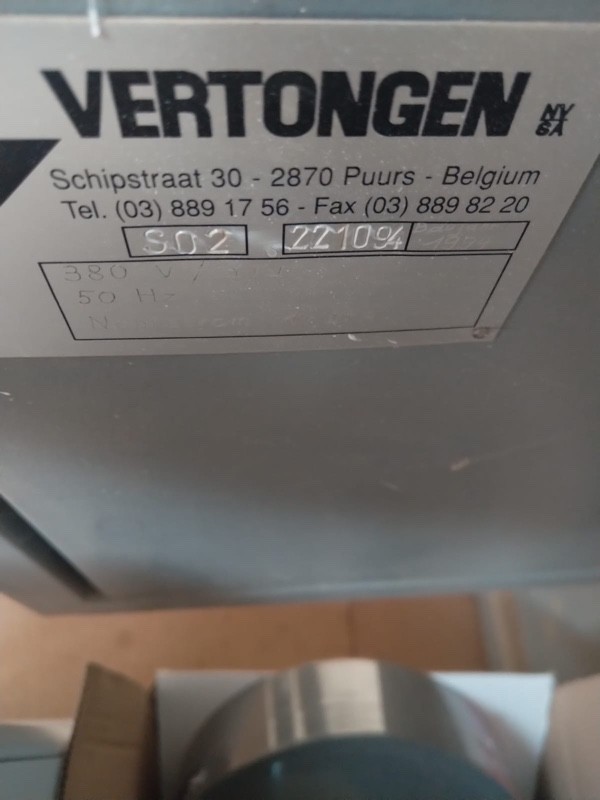 VERTONGEN NV SA
Schipstraat 30 - 2870 Puurs - Belgium
Tel. (03) 889 17 56 - Fax (03) 889 82 20
S02 221094
380 V /
50